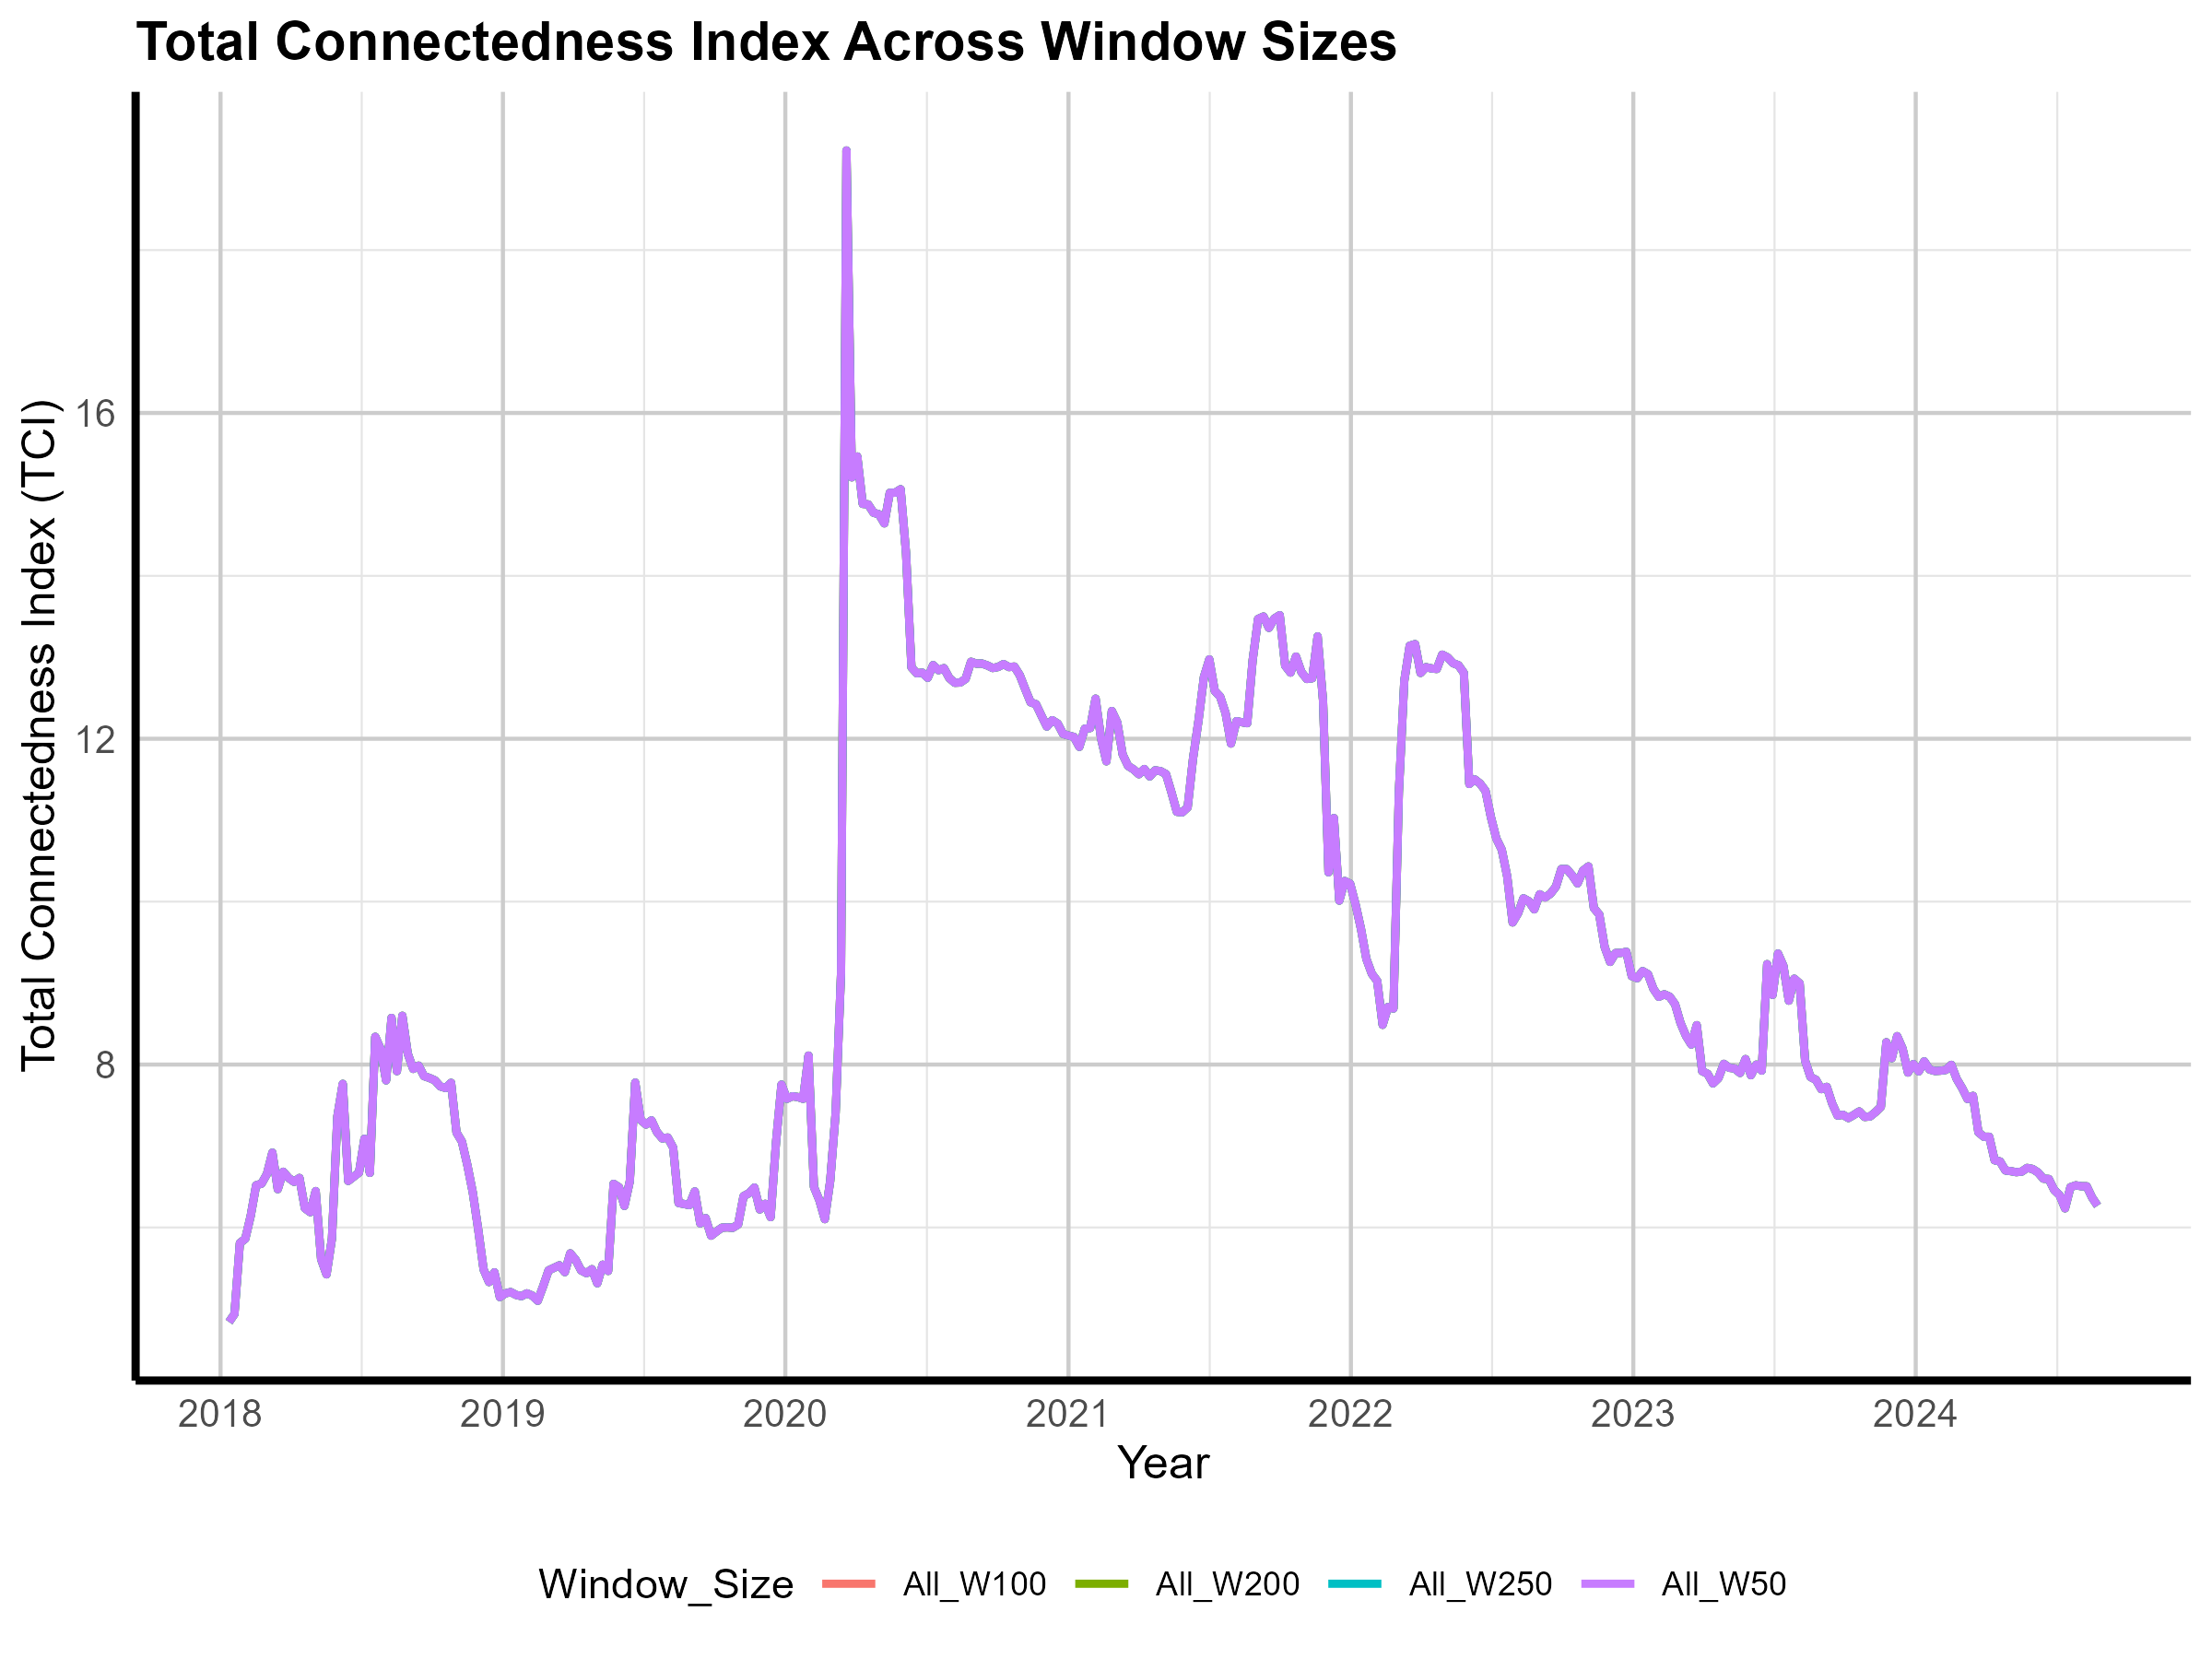 Total Connectedness Index Across Window Sizes
Total Connectedness Index (TCI)
16
12
8
2018 2019 2020 2021 2022 2023 2024
Year
Window_Size All_W100 All_W200 All_W250 All_W50